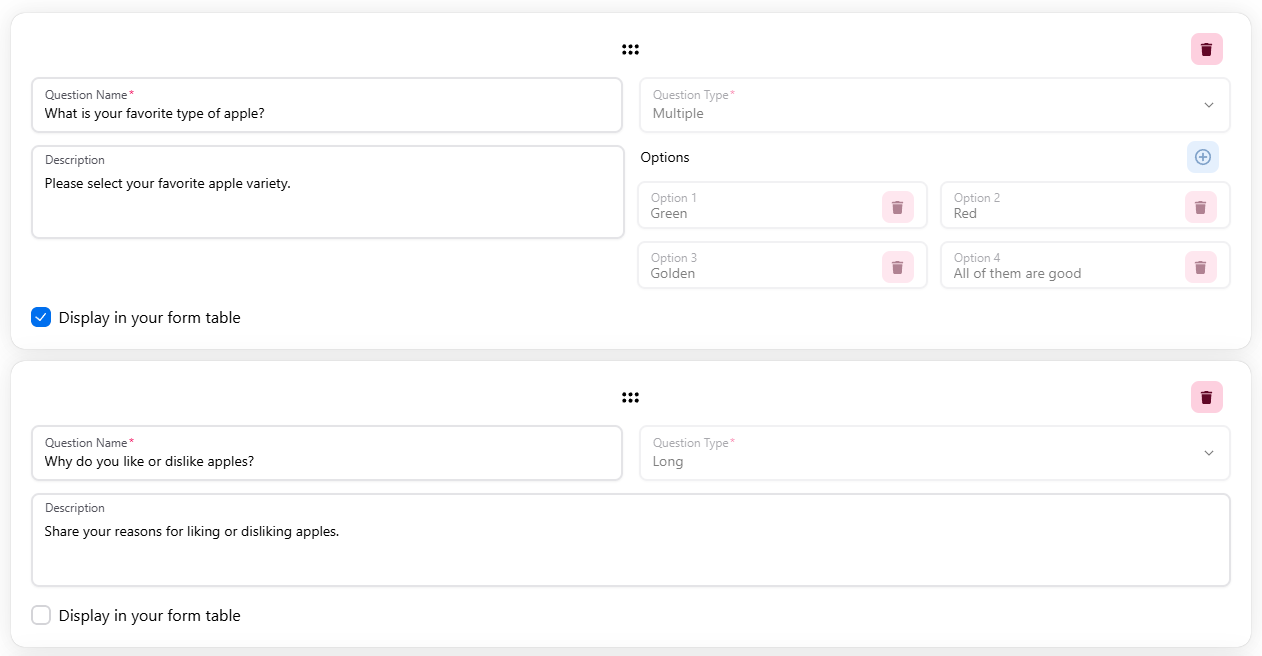 Question Name*
What is your favorite type of apple?
Question Type*
Multiple
Description
Please select your favorite apple variety.
Options
Option 1
Green
Option 2
Red
Option 3
Golden
Option 4
All of them are good
Display in your form table
Question Name*
Why do you like or dislike apples?
Question Type*
Long
Description
Share your reasons for liking or disliking apples.
Display in your form table